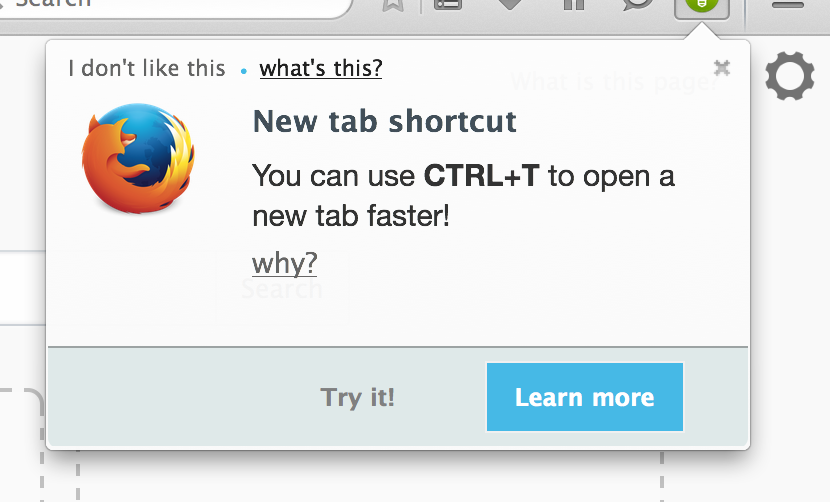 Search
I don't like this • what's this?
What is this page?
New tab shortcut
You can use CTRL+T to open a
new tab faster!
why?
Search
Try it!
Learn more